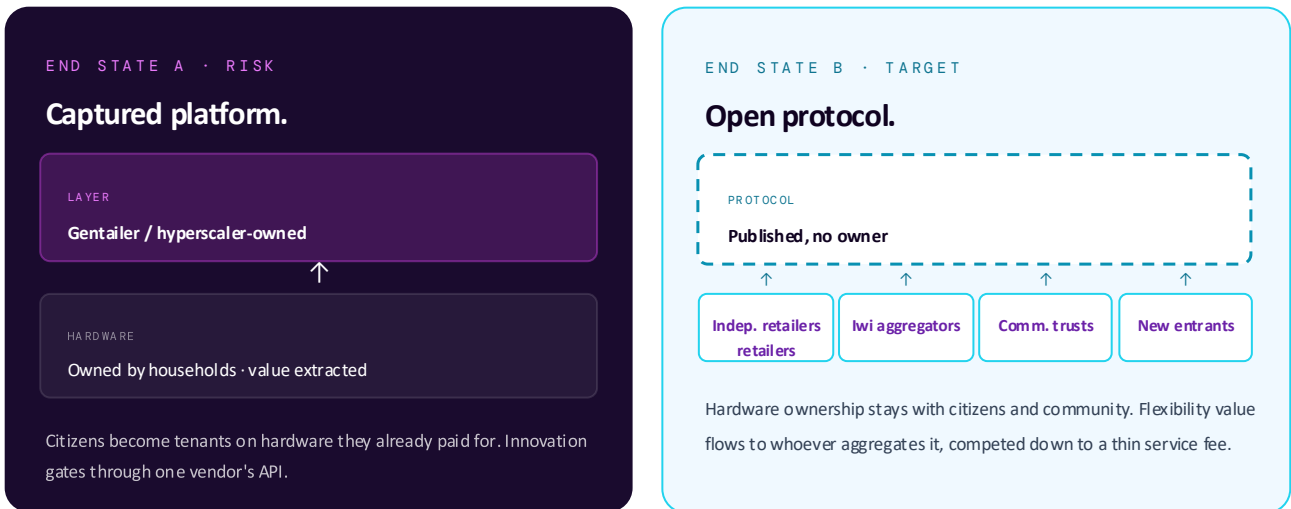 END STATE A · RISK
Captured platform.
LAYER
Gentailer / hyperscaler-owned
↑
HARDWARE
Owned by households · value extracted
Citizens become tenants on hardware they already paid for. Innovation
gates through one vendor's API.
END STATE B · TARGET
Open protocol.
PROTOCOL
Published, no owner
↑ ↑ ↑ ↑
Indep. retailers
retailers
Iwi aggregators
Comm. trusts
New entrants
Hardware ownership stays with citizens and community. Flexibility value
flows to whoever aggregates it, competed down to a thin service fee.